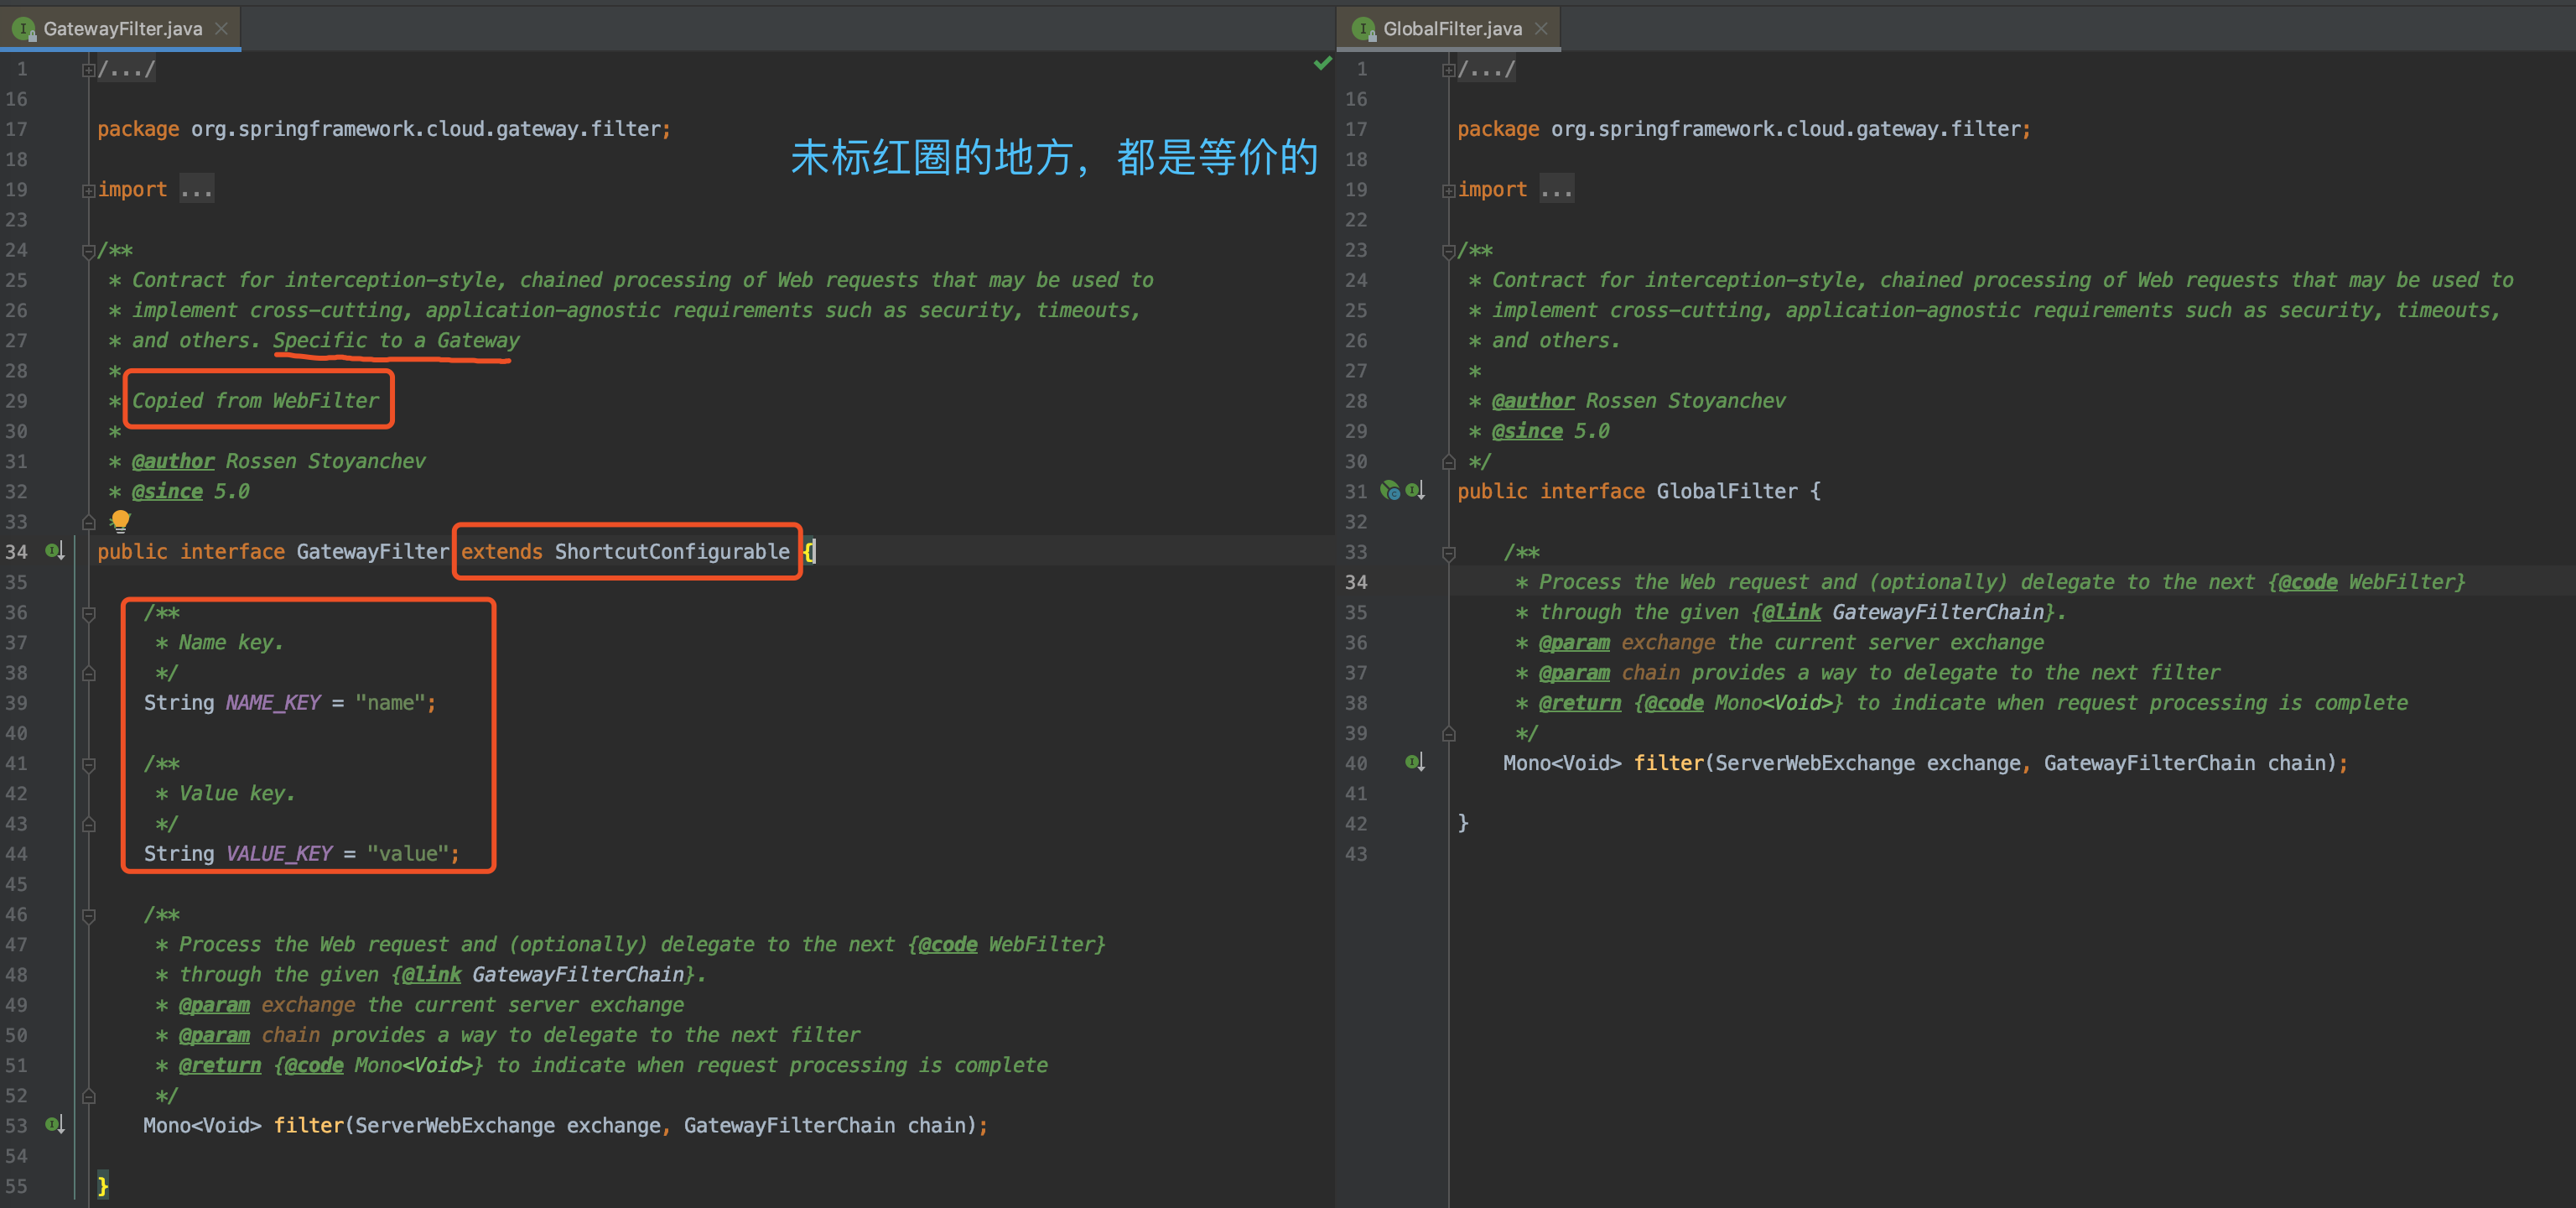 GatewayFilter.java
1 /.../
16
17 package org.springframework.cloud.gateway.filter;
未标红圈的地方，都是等价的
18
19 import ...
23
24 /**
25 * Contract for interception-style, chained processing of Web requests that may be used to
26 * implement cross-cutting, application-agnostic requirements such as security, timeouts,
27 * and others. Specific to a Gateway
28 *
29 * Copied from WebFilter
30 *
31 * @author Rossen Stoyanchev
32 * @since 5.0
33
34 public interface GatewayFilter extends ShortcutConfigurable {
35
36 /**
37 * Name key.
38 */
39 String NAME_KEY = "name";
40
41 /**
42 * Value key.
43 */
44 String VALUE_KEY = "value";
45
46 /**
47 * Process the Web request and (optionally) delegate to the next {@code WebFilter}
48 * through the given {@link GatewayFilterChain}.
49 * @param exchange the current server exchange
50 * @param chain provides a way to delegate to the next filter
51 * @return {@code Mono<Void>} to indicate when request processing is complete
52 */
53 Mono<Void> filter(ServerWebExchange exchange, GatewayFilterChain chain);
54
55 }
GlobalFilter.java
1 /.../
16
17 package org.springframework.cloud.gateway.filter;
18
19 import ...
22
23 /**
24 * Contract for interception-style, chained processing of Web requests that may be used to
25 * implement cross-cutting, application-agnostic requirements such as security, timeouts,
26 * and others.
27 *
28 * @author Rossen Stoyanchev
29 * @since 5.0
30 */
31 public interface GlobalFilter {
32
33 /**
34 * Process the Web request and (optionally) delegate to the next {@code WebFilter}
35 * through the given {@link GatewayFilterChain}.
36 * @param exchange the current server exchange
37 * @param chain provides a way to delegate to the next filter
38 * @return {@code Mono<Void>} to indicate when request processing is complete
39 */
40 Mono<Void> filter(ServerWebExchange exchange, GatewayFilterChain chain);
41
42 }
43